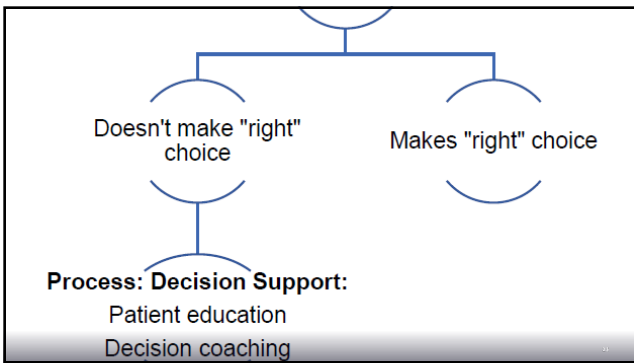 Doesn't make "right"
choice
Makes "right" choice
Process: Decision Support:
Patient education
Decision coaching